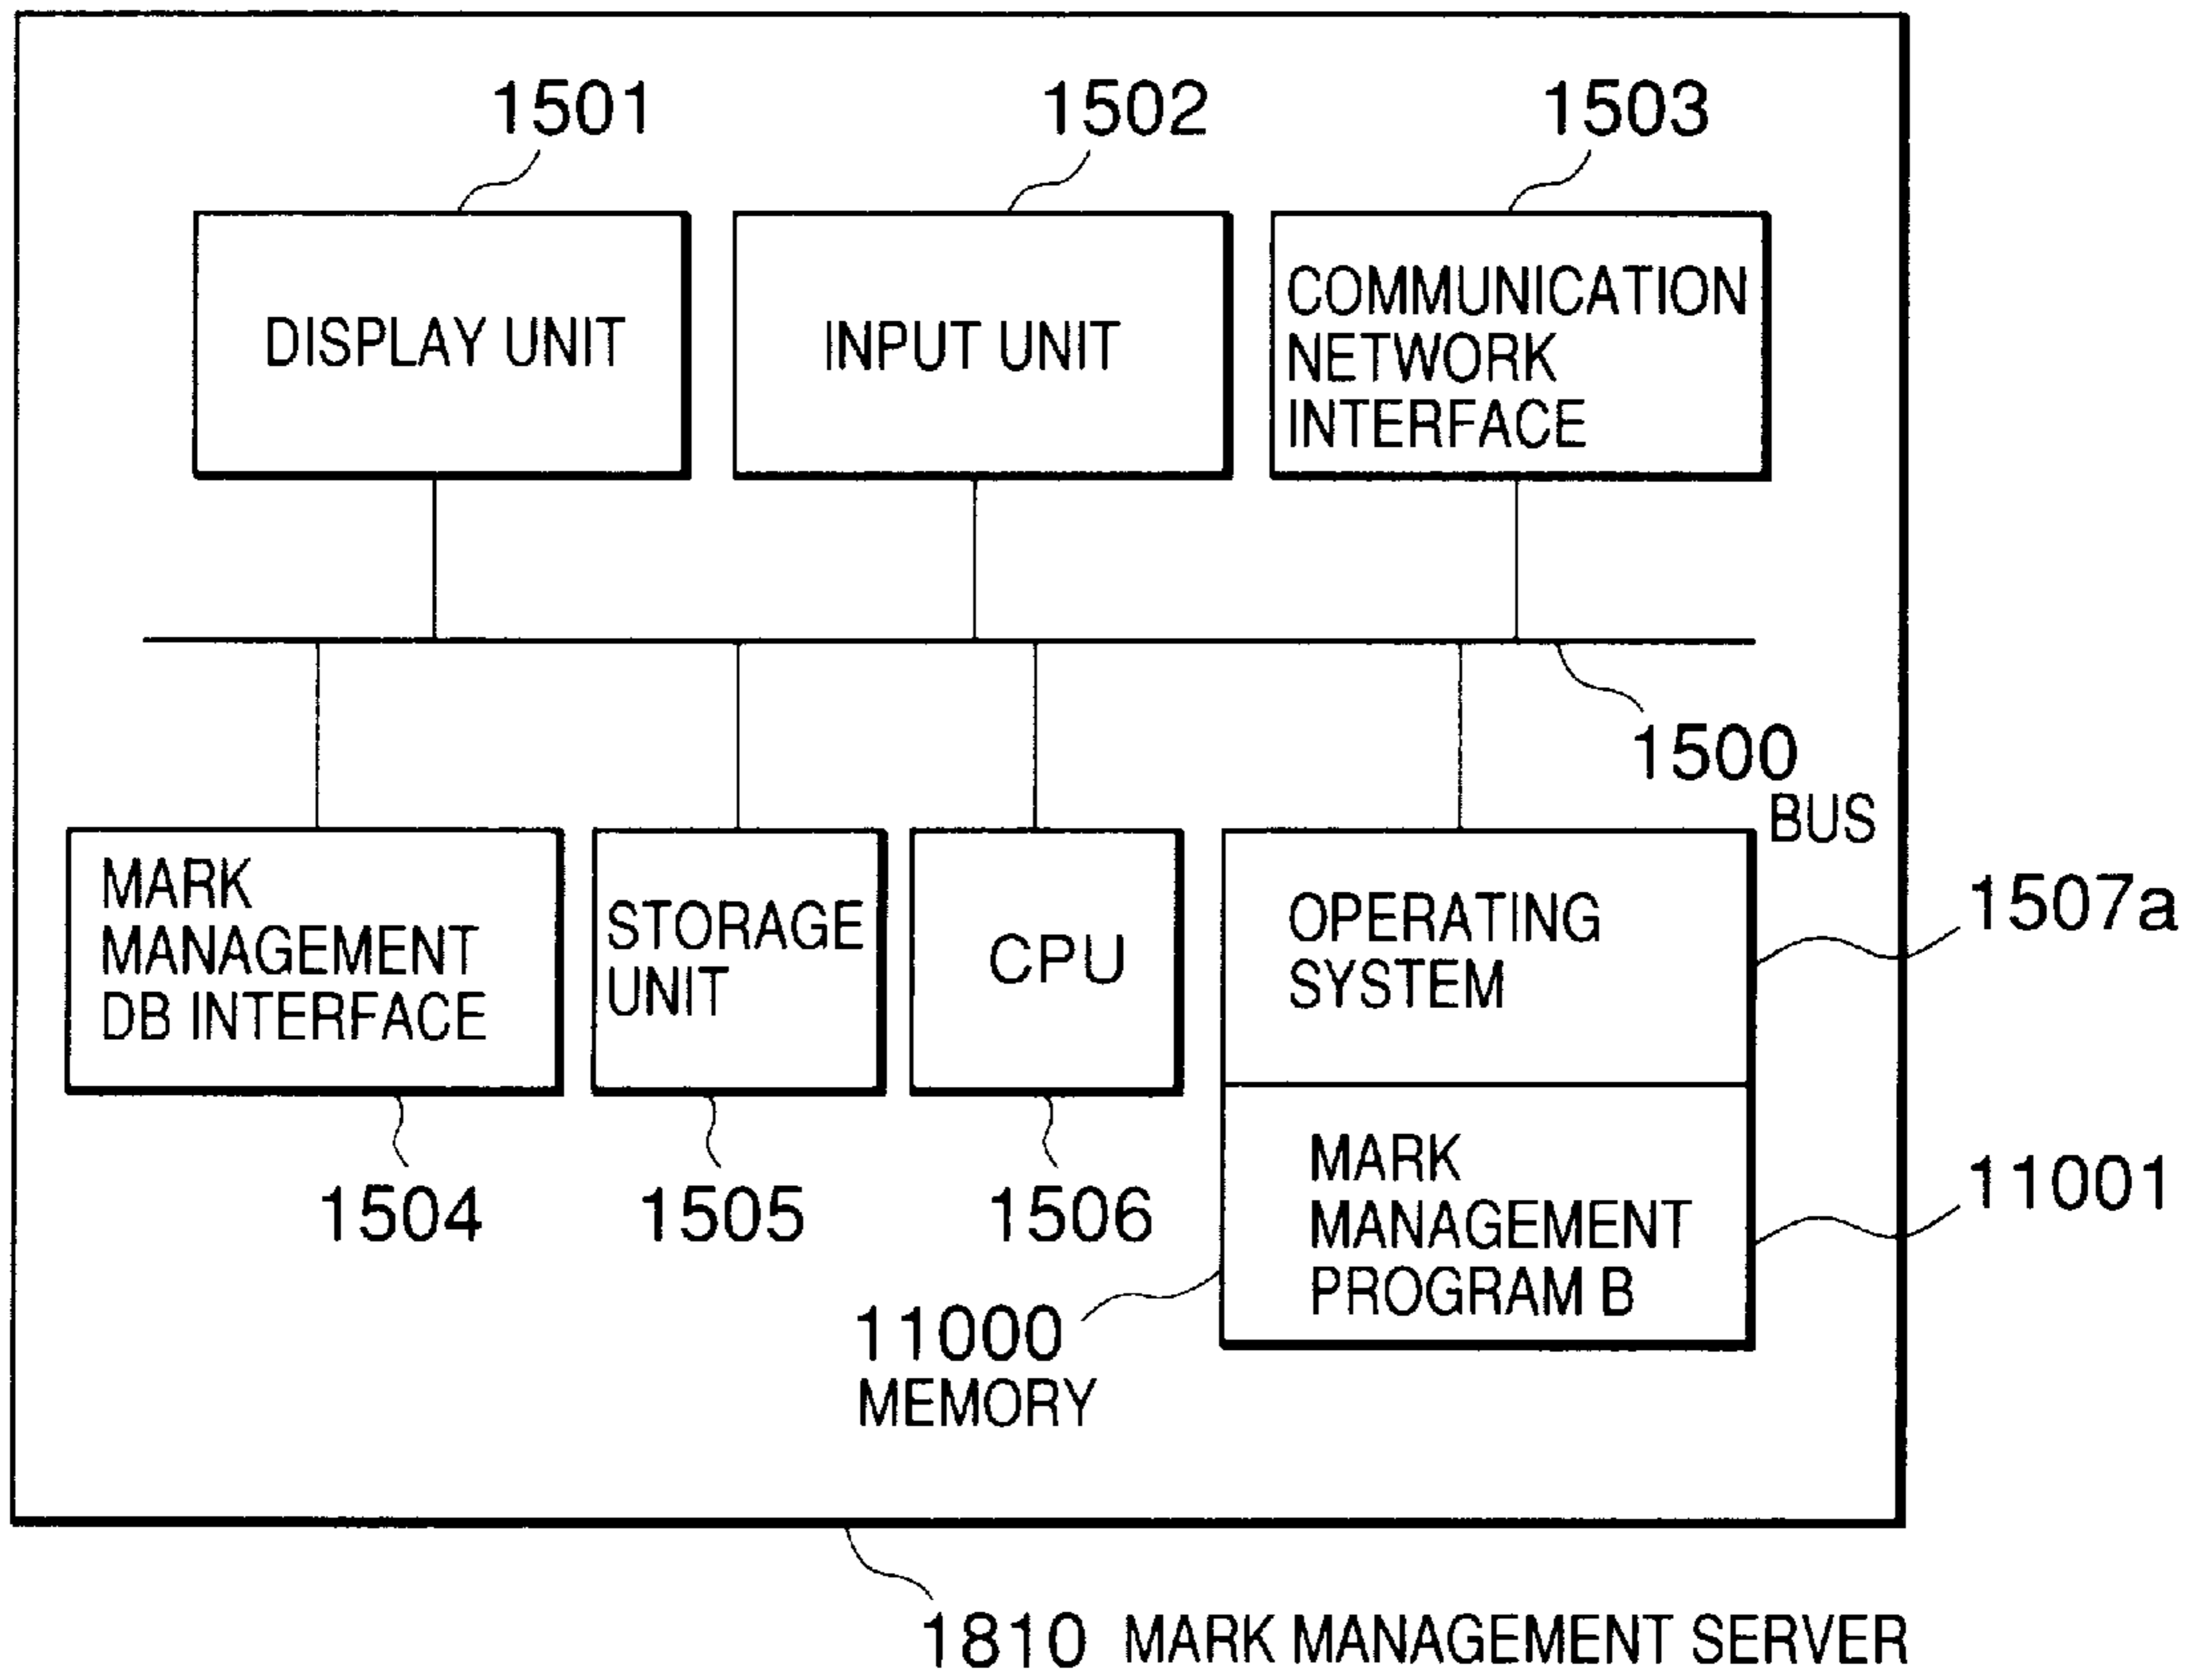 1501
1502
1503
DISPLAY UNIT
INPUT UNIT
COMMUNICATION
NETWORK
INTERFACE
1500
BUS
MARK
MANAGEMENT
DB INTERFACE
STORAGE
UNIT
CPU
OPERATING
SYSTEM
1507a
MARK
MANAGEMENT
PROGRAM B
11001
1504
1505
1506
11000
MEMORY
1810 MARK MANAGEMENT SERVER